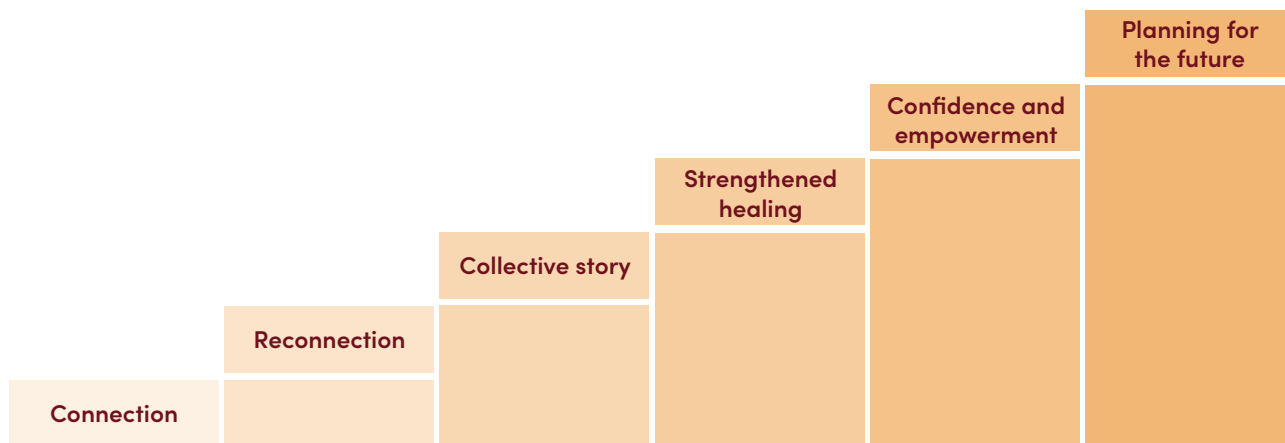 Planning for
the future
Confidence and
empowerment
Strengthened
healing
Collective story
Reconnection
Connection